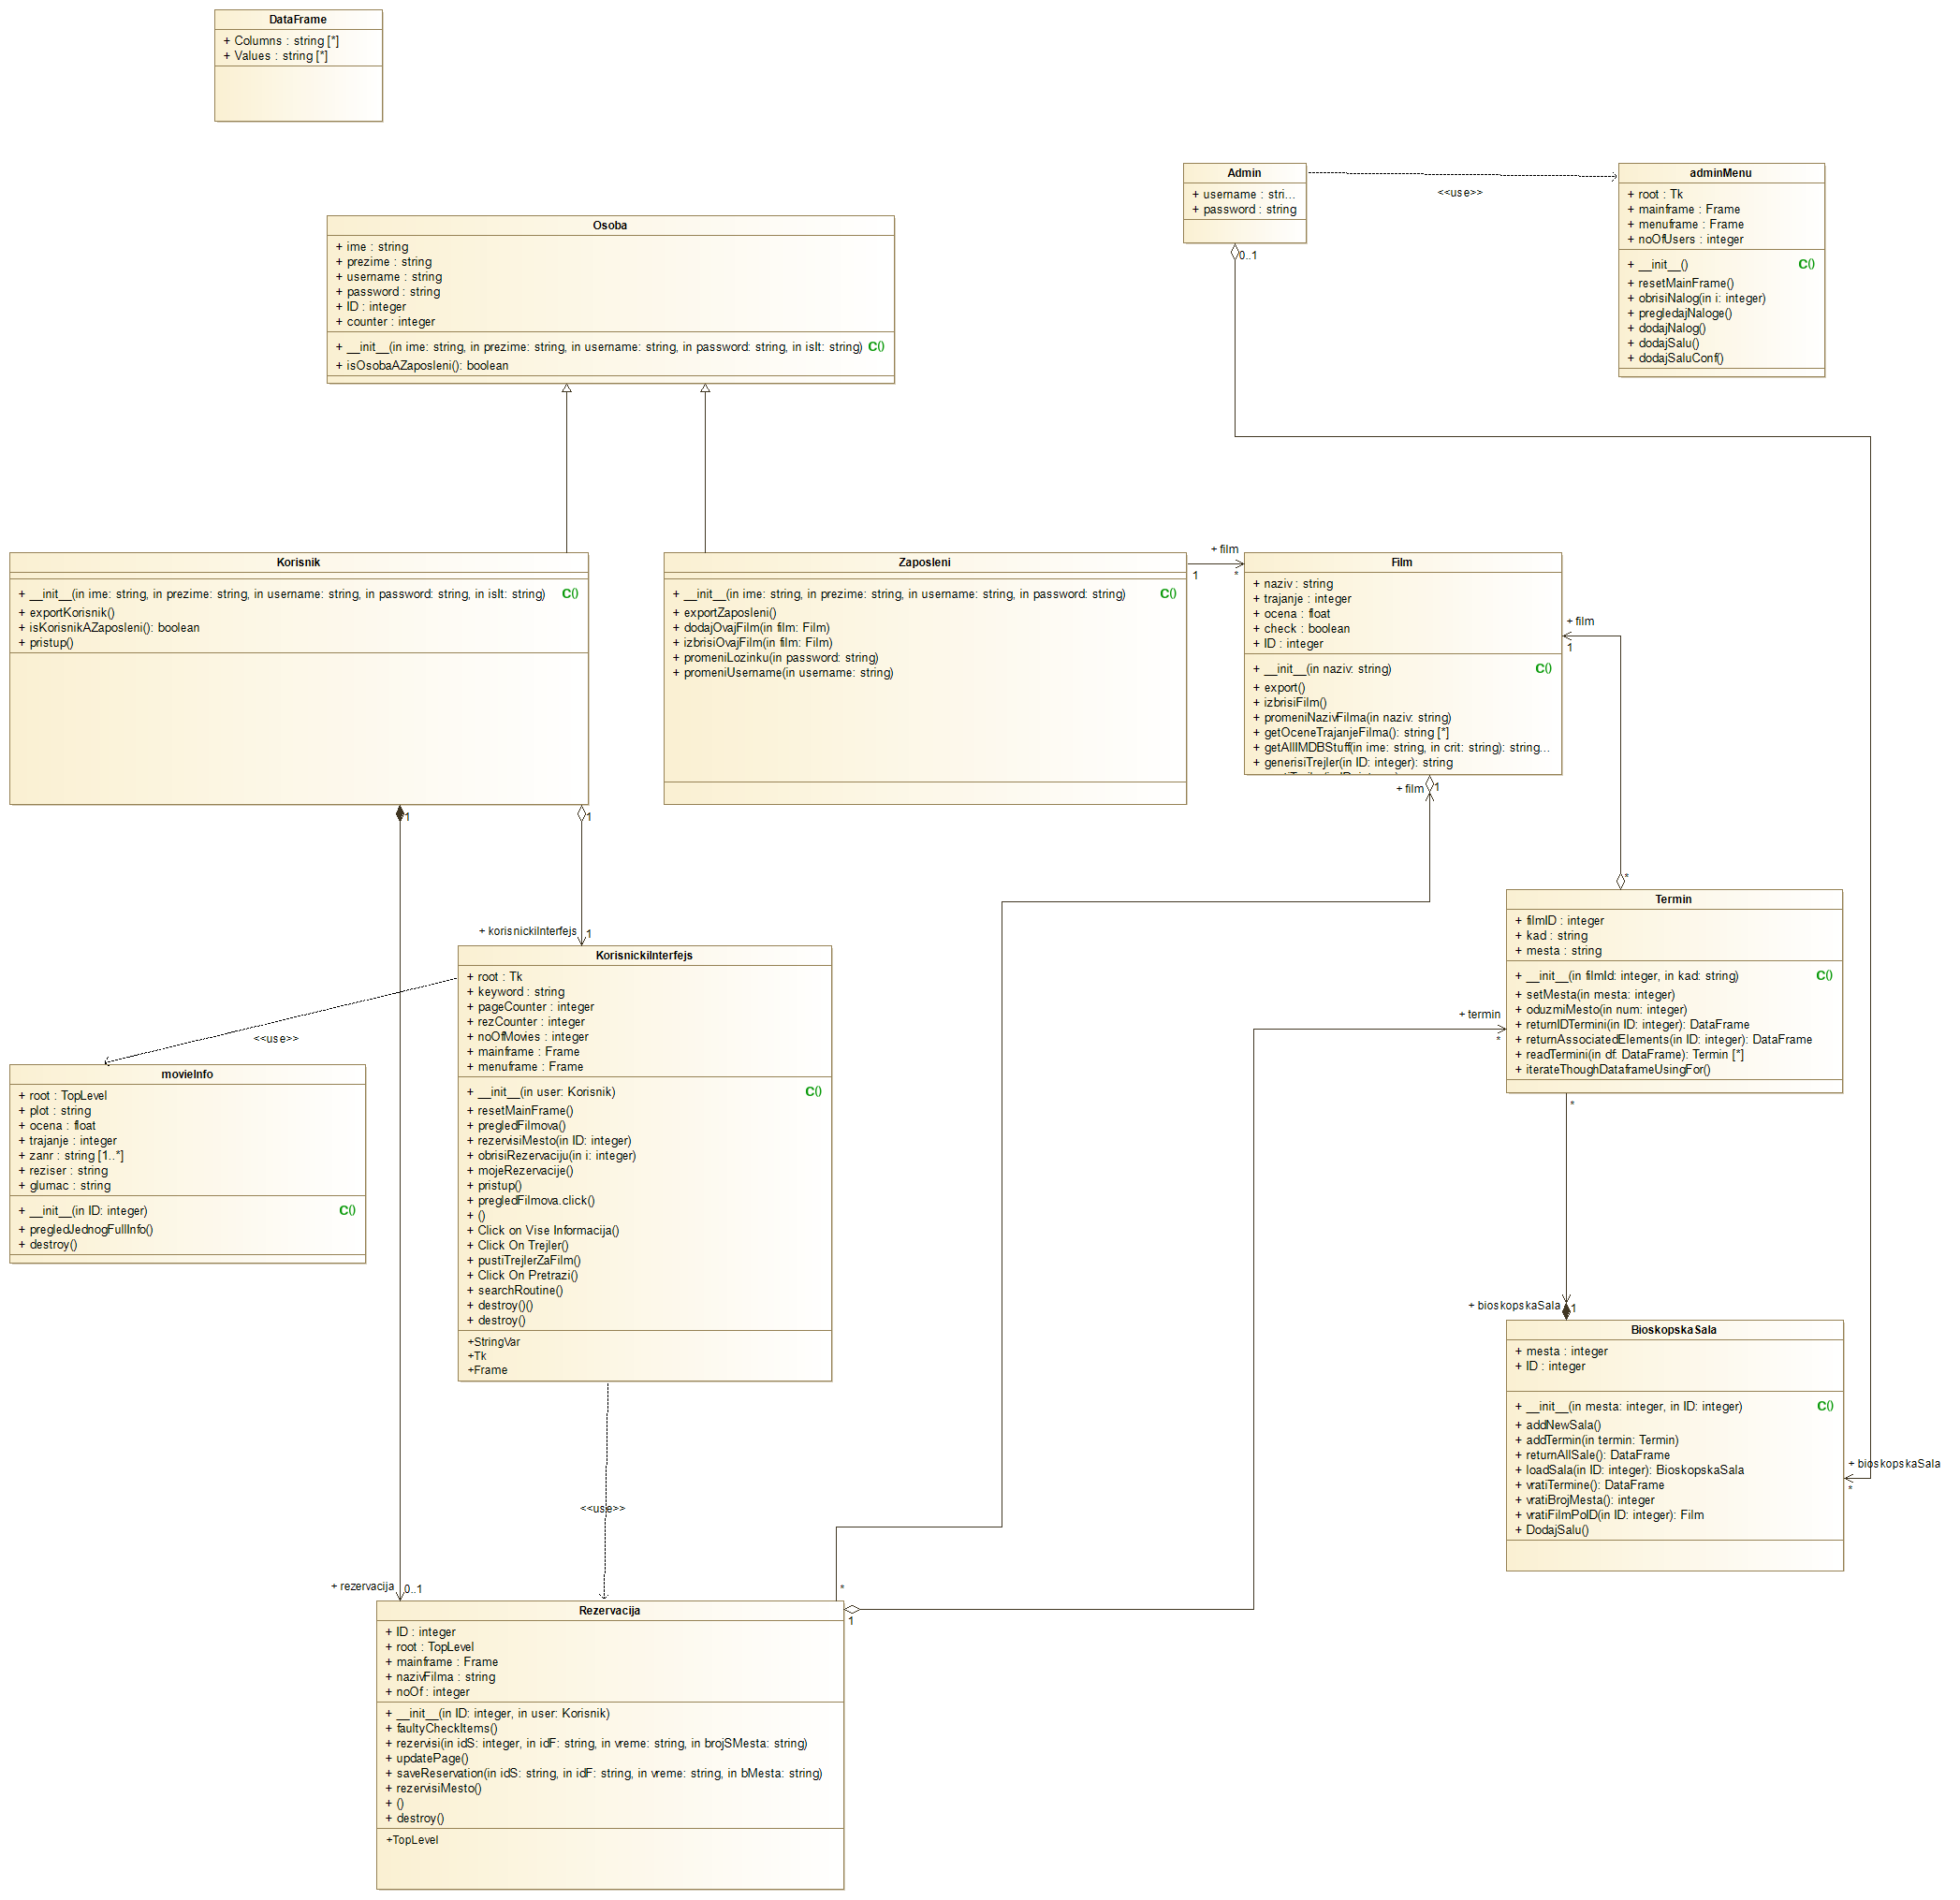 DataFrame
+ Columns : string [*]
+ Values : string [*]
Admin
+ username : stri...
+ password : string
0..1
<<use>>
adminMenu
+ root : Tk
+ mainframe : Frame
+ menuframe : Frame
+ noOfUsers : integer
+ __init__() C()
+ resetMainFrame()
+ obrisiNalog(in i: integer)
+ pregledajNaloge()
+ dodajNalog()
+ dodajSalu()
+ dodajSaluConf()
Osoba
+ ime : string
+ prezime : string
+ username : string
+ password : string
+ ID : integer
+ counter : integer
+ __init__(in ime: string, in prezime: string, in username: string, in password: string, in isIt: string) C()
+ isOsobaAZaposleni(): boolean
Korisnik
+ __init__(in ime: string, in prezime: string, in username: string, in password: string, in isIt: string) C()
+ exportKorisnik()
+ isKorisnikAZaposleni(): boolean
+ pristup()
1
1
Zaposleni
+ __init__(in ime: string, in prezime: string, in username: string, in password: string) C()
+ exportZaposleni()
+ dodajOvajFilm(in film: Film)
+ izbrisiOvajFilm(in film: Film)
+ promeniLozinku(in password: string)
+ promeniUsername(in username: string)
+ film
1
*
Film
+ naziv : string
+ trajanje : integer
+ ocena : float
+ check : boolean
+ ID : integer
+ __init__(in naziv: string) C()
+ export()
+ izbrisiFilm()
+ promeniNazivFilma(in naziv: string)
+ getOceneTrajanjeFilma(): string [*]
+ getAllIMDBStuff(in ime: string, in crit: string): string...
+ generisiTrejler(in ID: integer): string
+ film
1
+ film
1
*
Termin
+ filmID : integer
+ kad : string
+ mesta : string
+ __init__(in filmId: integer, in kad: string) C()
+ setMesta(in mesta: integer)
+ oduzmiMesto(in num: integer)
+ returnIDTermini(in ID: integer): DataFrame
+ returnAssociatedElements(in ID: integer): DataFrame
+ readTermini(in df: DataFrame): Termin [*]
+ iterateThoughDataframeUsingFor()
+ termin
*
*
+ korisnickiInterfejs
1
KorisnickiInterfejs
+ root : Tk
+ keyword : string
+ pageCounter : integer
+ rezCounter : integer
+ noOfMovies : integer
+ mainframe : Frame
+ menuframe : Frame
+ __init__(in user: Korisnik) C()
+ resetMainFrame()
+ pregledFilmova()
+ rezervisiMesto(in ID: integer)
+ obrisiRezervaciju(in i: integer)
+ mojeRezervacije()
+ pristup()
+ pregledFilmova.click()
+ ()
+ Click on Vise Informacija()
+ Click On Trejler()
+ pustiTrejlerZaFilm()
+ Click On Pretrazi()
+ searchRoutine()
+ destroy()()
+ destroy()
+StringVar
+Tk
+Frame
<<use>>
movieInfo
+ root : TopLevel
+ plot : string
+ ocena : float
+ trajanje : integer
+ zanr : string [1..*]
+ reziser : string
+ glumac : string
+ __init__(in ID: integer) C()
+ pregledJednogFullInfo()
+ destroy()
+ bioskopskaSala
1
BioskopskaSala
+ mesta : integer
+ ID : integer
+ __init__(in mesta: integer, in ID: integer) C()
+ addNewSala()
+ addTermin(in termin: Termin)
+ returnAllSale(): DataFrame
+ loadSala(in ID: integer): BioskopskaSala
+ vratiTermine(): DataFrame
+ vratiBrojMesta(): integer
+ vratiFilmPoID(in ID: integer): Film
+ DodajSalu()
+ bioskopskaSala
*
<<use>>
+ rezervacija
0..1
*
1
Rezervacija
+ ID : integer
+ root : TopLevel
+ mainframe : Frame
+ nazivFilma : string
+ noOf : integer
+ __init__(in ID: integer, in user: Korisnik)
+ faultyCheckItems()
+ rezervisi(in idS: integer, in idF: string, in vreme: string, in brojSMesta: string)
+ updatePage()
+ saveReservation(in idS: string, in idF: string, in vreme: string, in bMesta: string)
+ rezervisiMesto()
+ ()
+ destroy()
+TopLevel